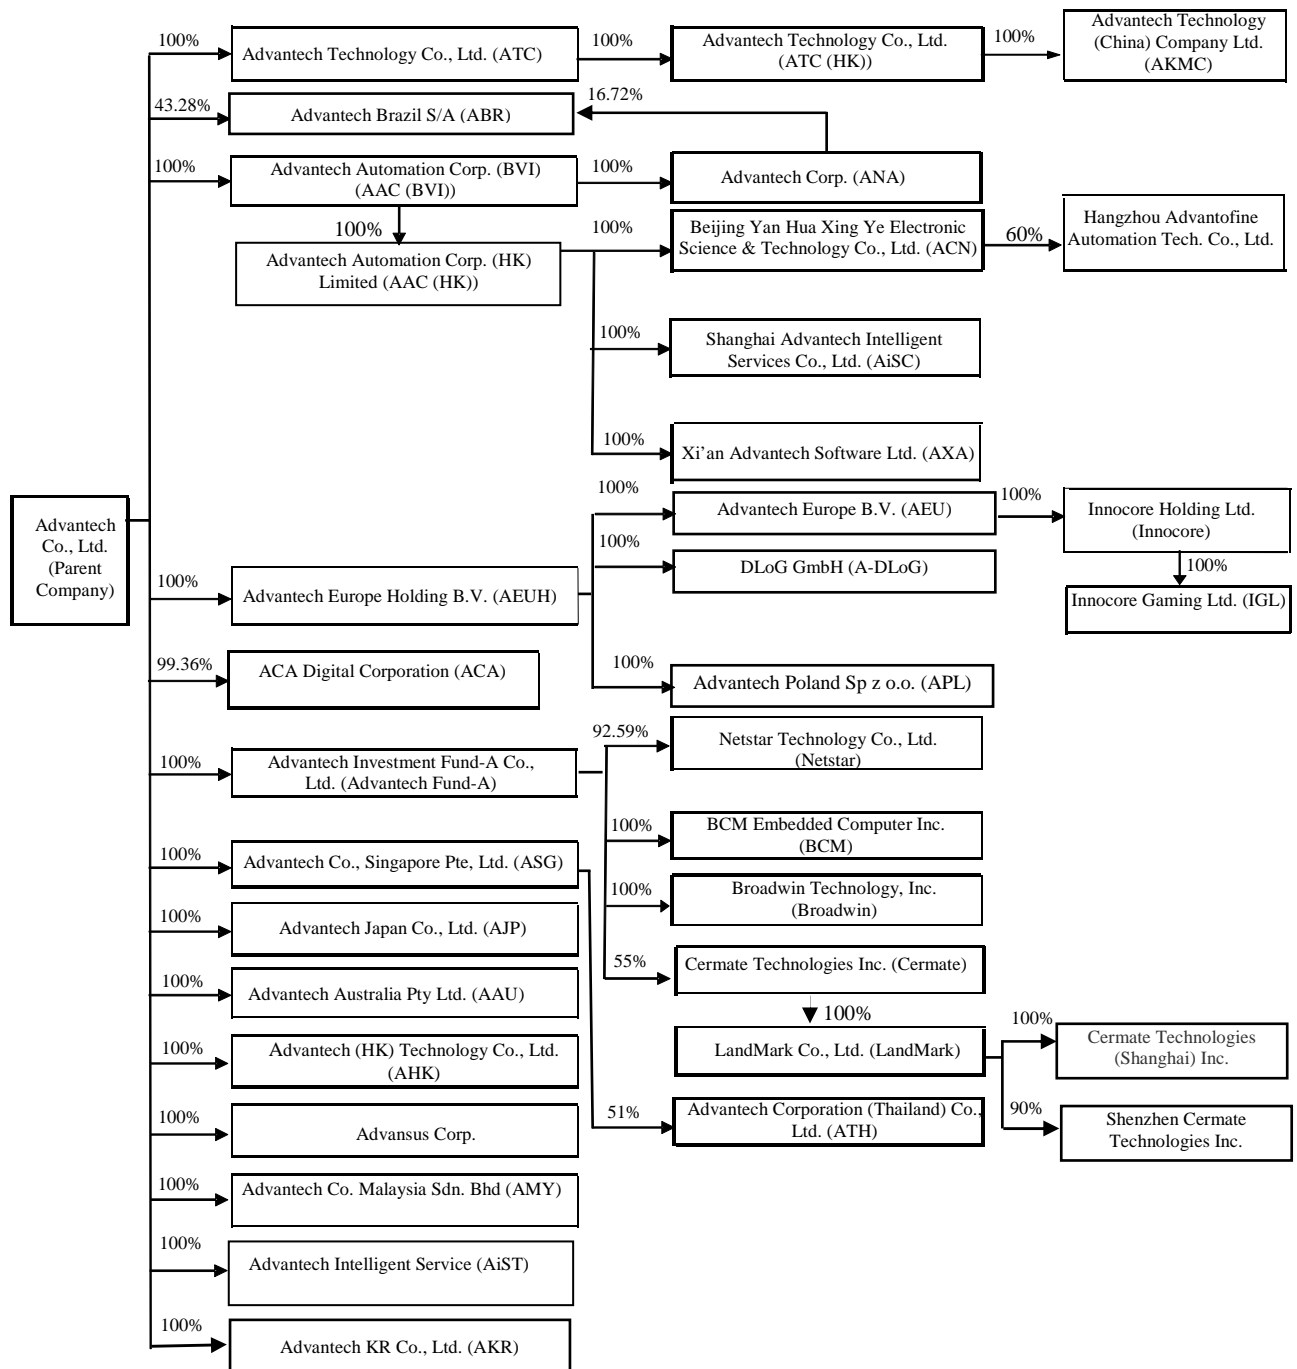 Advantech Technology
(China) Company Ltd.
(AKMC)
100%
Advantech Technology Co., Ltd. (ATC)
100%
Advantech Technology Co., Ltd.
(ATC (HK))
100%
43.28%
Advantech Brazil S/A (ABR)
16.72%
100%
Advantech Automation Corp. (BVI)
(AAC (BVI))
100%
Advantech Corp. (ANA)
100%
Advantech Automation Corp. (HK)
Limited (AAC (HK))
100%
Beijing Yan Hua Xing Ye Electronic
Science & Technology Co., Ltd. (ACN)
60%
Hangzhou Advantofine
Automation Tech. Co., Ltd.
100%
Shanghai Advantech Intelligent
Services Co., Ltd. (AiSC)
100%
Xi’an Advantech Software Ltd. (AXA)
Advantech
Co., Ltd.
(Parent
Company)
100%
Advantech Europe B.V. (AEU)
100%
Innocore Holding Ltd.
(Innocore)
100%
DLoG GmbH (A-DLoG)
100%
Innocore Gaming Ltd. (IGL)
100%
Advantech Europe Holding B.V. (AEUH)
99.36%
ACA Digital Corporation (ACA)
100%
Advantech Poland Sp z o.o. (APL)
100%
Advantech Investment Fund-A Co.,
Ltd. (Advantech Fund-A)
92.59%
Netstar Technology Co., Ltd.
(Netstar)
100%
BCM Embedded Computer Inc.
(BCM)
100%
Advantech Co., Singapore Pte, Ltd. (ASG)
100%
Broadwin Technology, Inc.
(Broadwin)
100%
Advantech Japan Co., Ltd. (AJP)
55%
Cermate Technologies Inc. (Cermate)
100%
Advantech Australia Pty Ltd. (AAU)
100%
100%
Advantech (HK) Technology Co., Ltd.
(AHK)
LandMark Co., Ltd. (LandMark)
100%
Cermate Technologies
(Shanghai) Inc.
100%
Advansus Corp.
51%
Advantech Corporation (Thailand) Co.,
Ltd. (ATH)
90%
Shenzhen Cermate
Technologies Inc.
100%
Advantech Co. Malaysia Sdn. Bhd (AMY)
100%
Advantech Intelligent Service (AiST)
100%
Advantech KR Co., Ltd. (AKR)